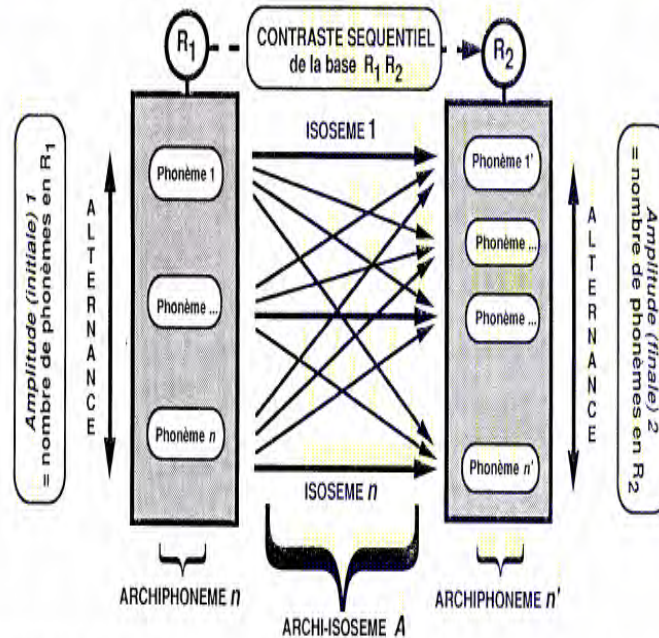 R1
CONTRASTE SEQUENTIEL
de la base R1 R2
R2
Amplitude (initiale) 1
= nombre de phonèmes en R1
ALTERNANCE
Phonème 1
Phonème ...
Phonème n
ISOSEME 1
ISOSEME n
Phonème 1'
Phonème ...
Phonème ...
Phonème n'
ALTERNANCE
Amplitude (finale) 2
= nombre de phonèmes en R2
ARCHIPHONEME n
ARCHI-ISOSEME A
ARCHIPHONEME n'